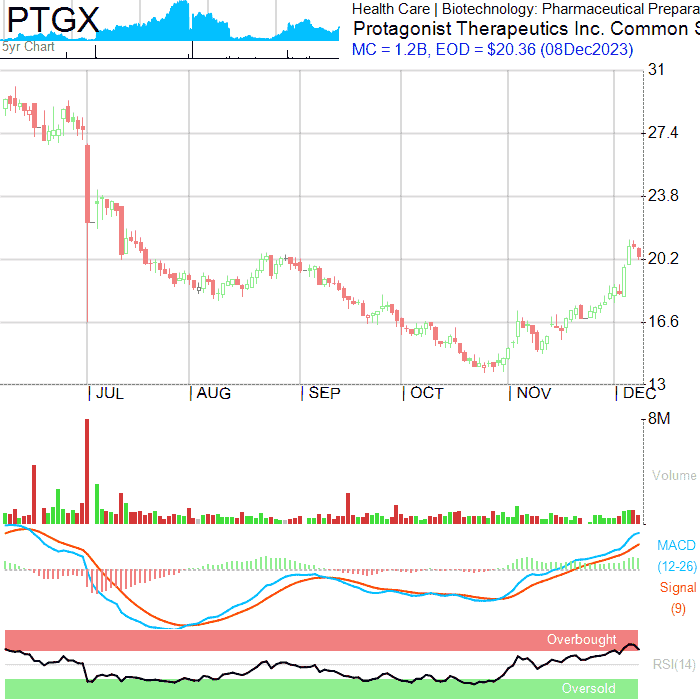 PTGX
5yr Chart
Health Care | Biotechnology: Pharmaceutical Prepara
Protagonist Therapeutics Inc. Common S
MC = 1.2B, EOD = $20.36 (08Dec2023)
31
27.4
23.8
20.2
16.6
13
JUL AUG SEP OCT NOV DEC
8M
Volume
MACD
(12-26)
Signal
(9)
Overbought
RSI(14)
Oversold